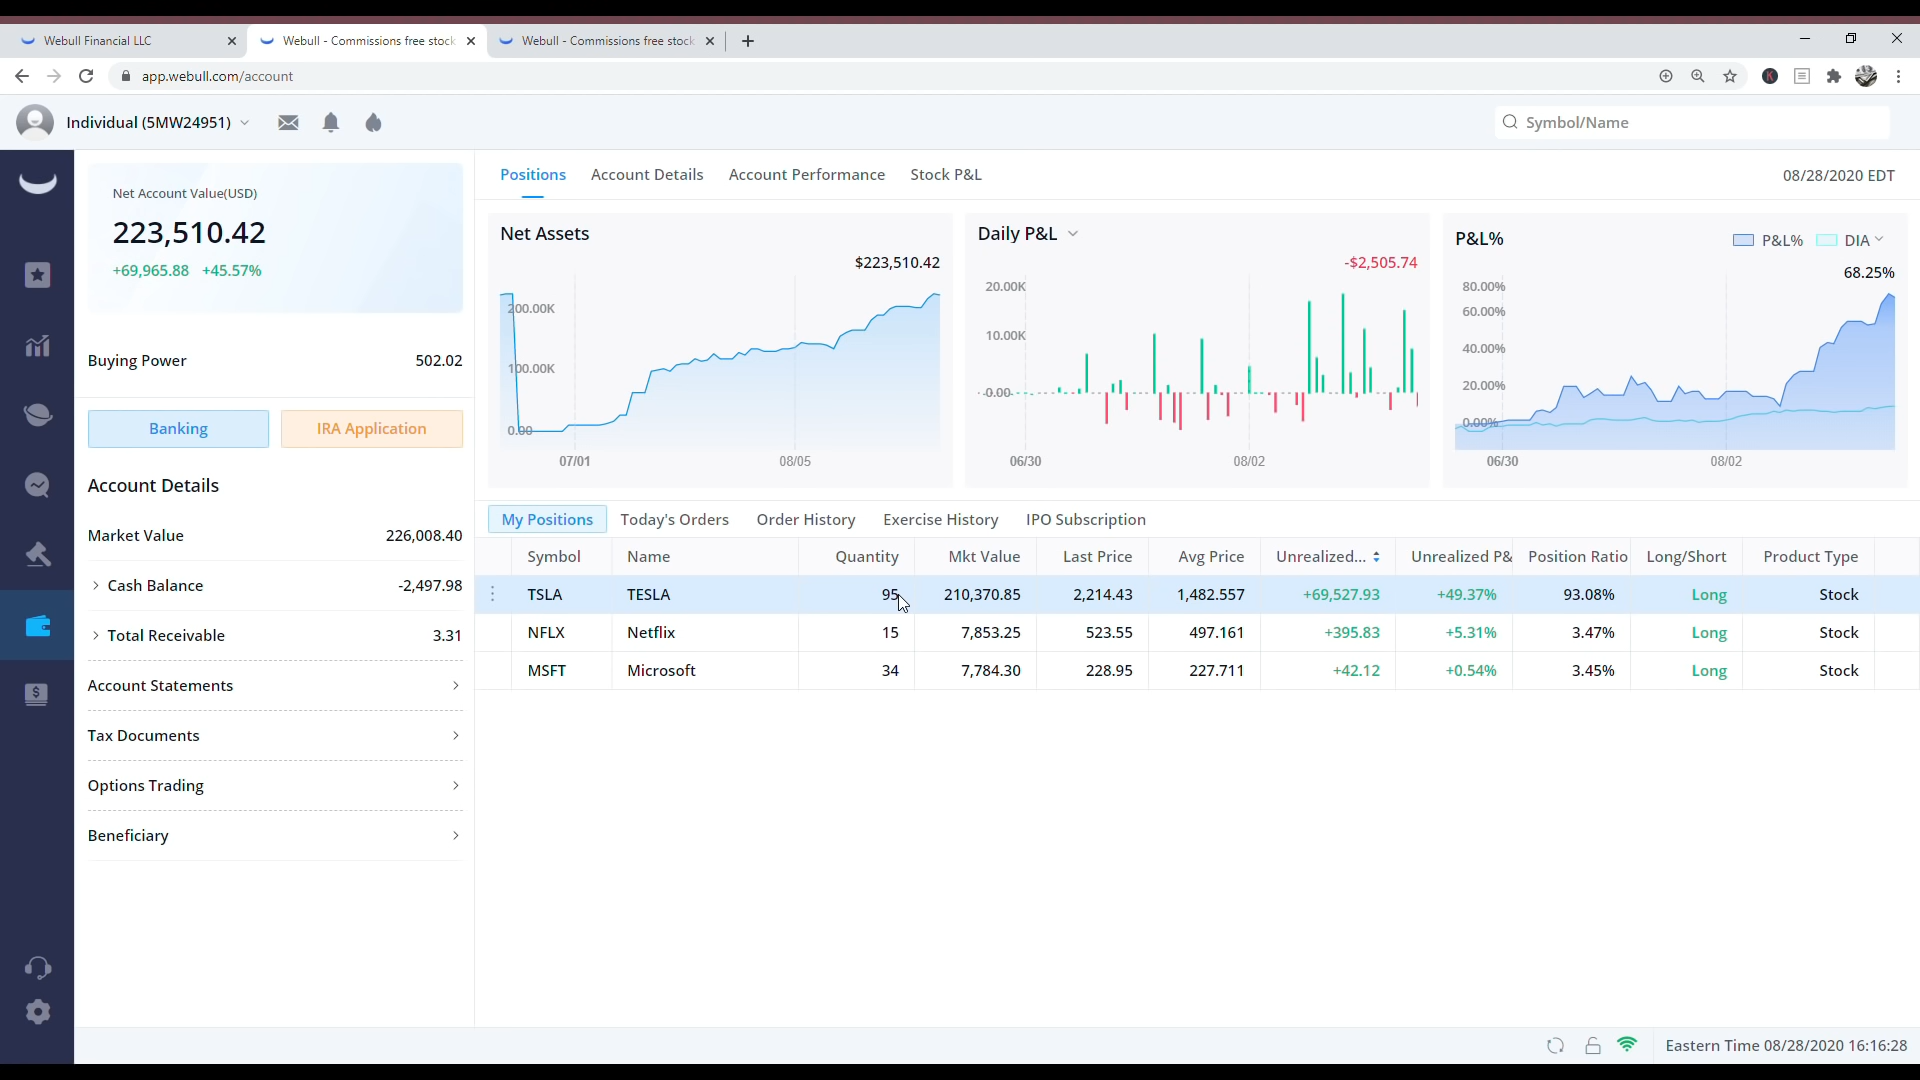 Webull Financial LLC
Webull - Commissions free stock
Webull - Commissions free stock
app.webull.com/account
K
Individual (5MW24951)
Symbol/Name
Net Account Value(USD)
223,510.42
+69,965.88 +45.57%
Buying Power 502.02
Banking
IRA Application
Account Details
Market Value 226,008.40
Cash Balance -2,497.98
Total Receivable 3.31
Account Statements
Tax Documents
Options Trading
Beneficiary
Positions Account Details Account Performance Stock P&L 08/28/2020 EDT
Net Assets
$223,510.42
200.00K
100.00K
0.00
07/01 08/05
Daily P&L
-$2,505.74
20.00K
10.00K
-0.00
06/30 08/02
P&L%
P&L% DIA
68.25%
80.00%
60.00%
40.00%
20.00%
0.00%
06/30 08/02
My Positions Today's Orders Order History Exercise History IPO Subscription
Symbol Name Quantity Mkt Value Last Price Avg Price Unrealized... Unrealized P& Position Ratio Long/Short Product Type
TSLA TESLA 95 210,370.85 2,214.43 1,482.557 +69,527.93 +49.37% 93.08% Long Stock
NFLX Netflix 15 7,853.25 523.55 497.161 +395.83 +5.31% 3.47% Long Stock
MSFT Microsoft 34 7,784.30 228.95 227.711 +42.12 +0.54% 3.45% Long Stock
Eastern Time 08/28/2020 16:16:28